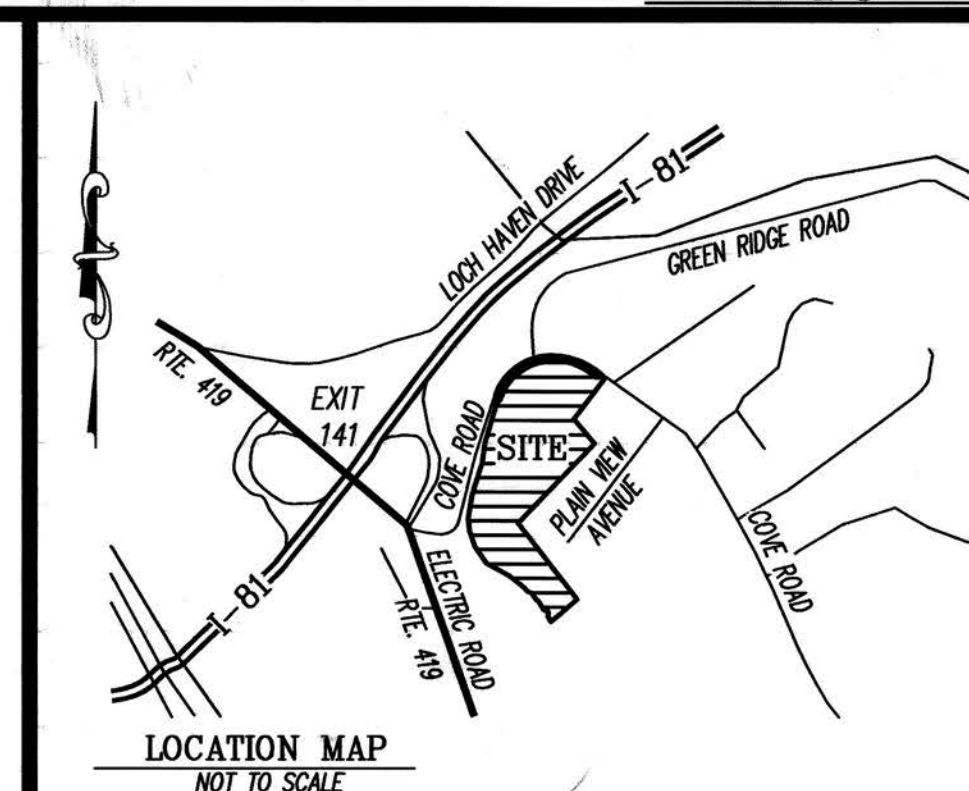 LOCH HAVEN DRIVE
I-81
GREEN RIDGE ROAD
RTE. 419
EXIT
141
COVE ROAD
SITE
PLAIN VIEW
AVENUE
COVE ROAD
ELECTRIC ROAD
RTE. 419
I-81
LOCATION MAP
NOT TO SCALE